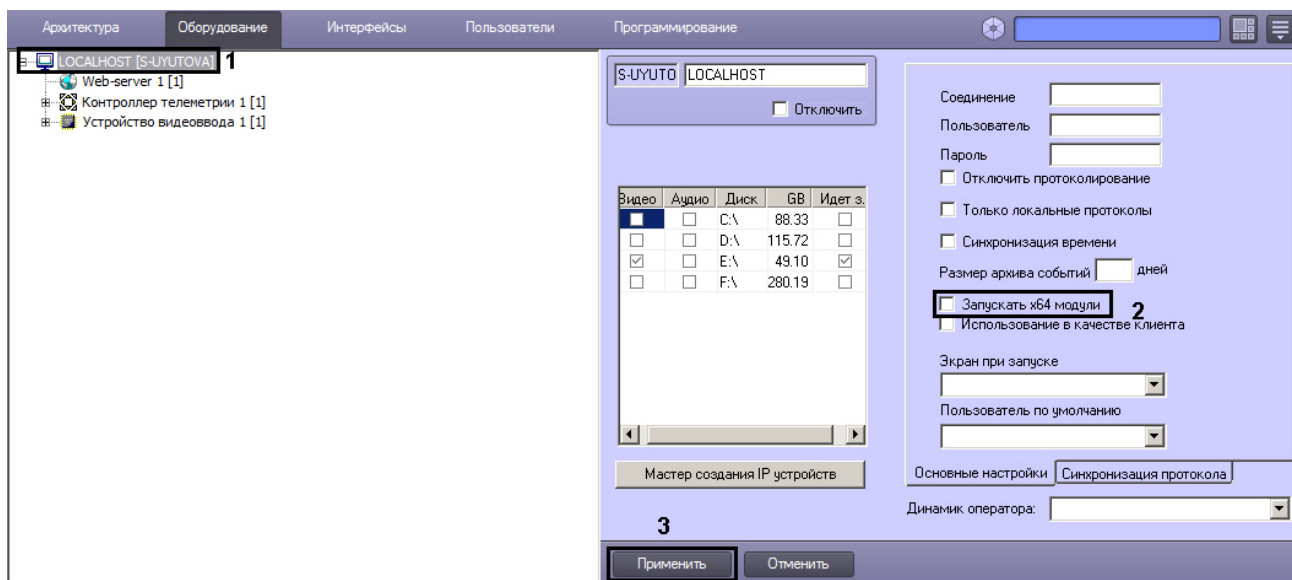 Архитектура Оборудование Интерфейсы Пользователи Программирование
LOCALHOST [S-UYUTOVA] 1
Web-server 1 [1]
Контроллер телеметрии 1 [1]
Устройство видеоввода 1 [1]
S-UYUTO LOCALHOST
Отключить
Видео Аудио Диск GB Идет з.
C:\ 88.33
D:\ 115.72
E:\ 49.10
F:\ 280.19
Мастер создания IP устройств
Соединение
Пользователь
Пароль
Отключить протоколирование
Только локальные протоколы
Синхронизация времени
Размер архива событий дней
Запускать x64 модули 2
Использование в качестве клиента
Экран при запуске
Пользователь по умолчанию
Основные настройки Синхронизация протокола
Динамик оператора:
3
Применить Отменить